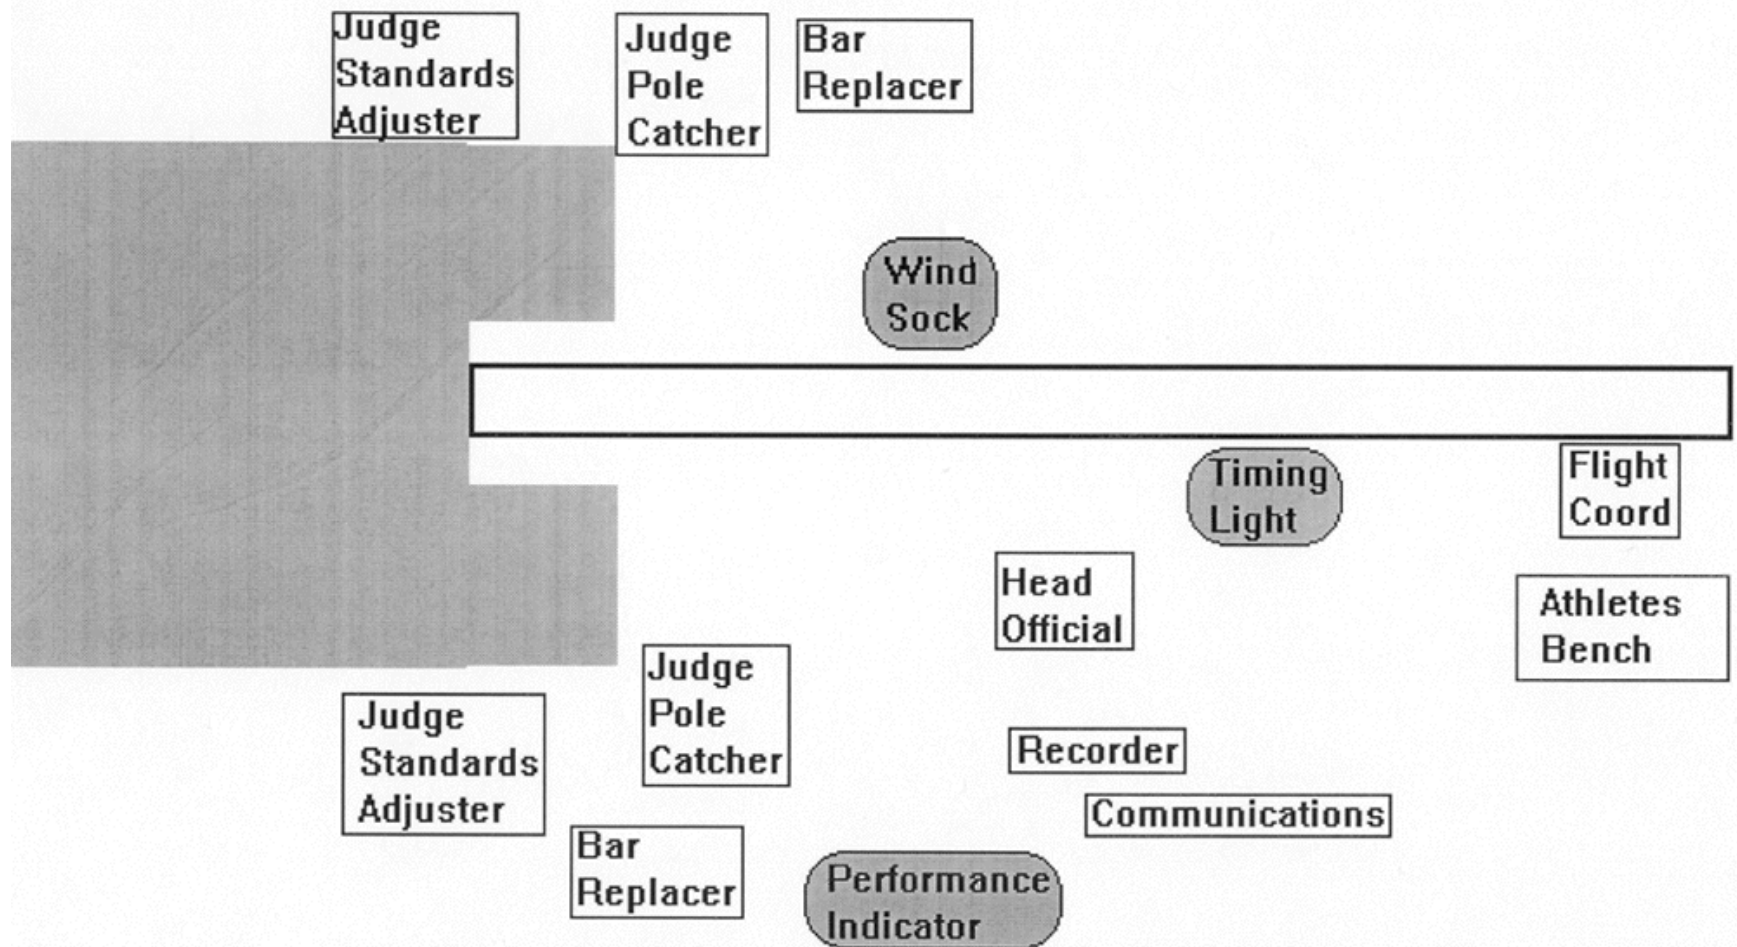 Judge
Standards
Adjuster
Judge
Pole
Catcher
Bar
Replacer
Wind
Sock
Timing
Light
Flight
Coord
Head
Official
Athletes
Bench
Judge
Pole
Catcher
Judge
Standards
Adjuster
Recorder
Communications
Bar
Replacer
Performance
Indicator